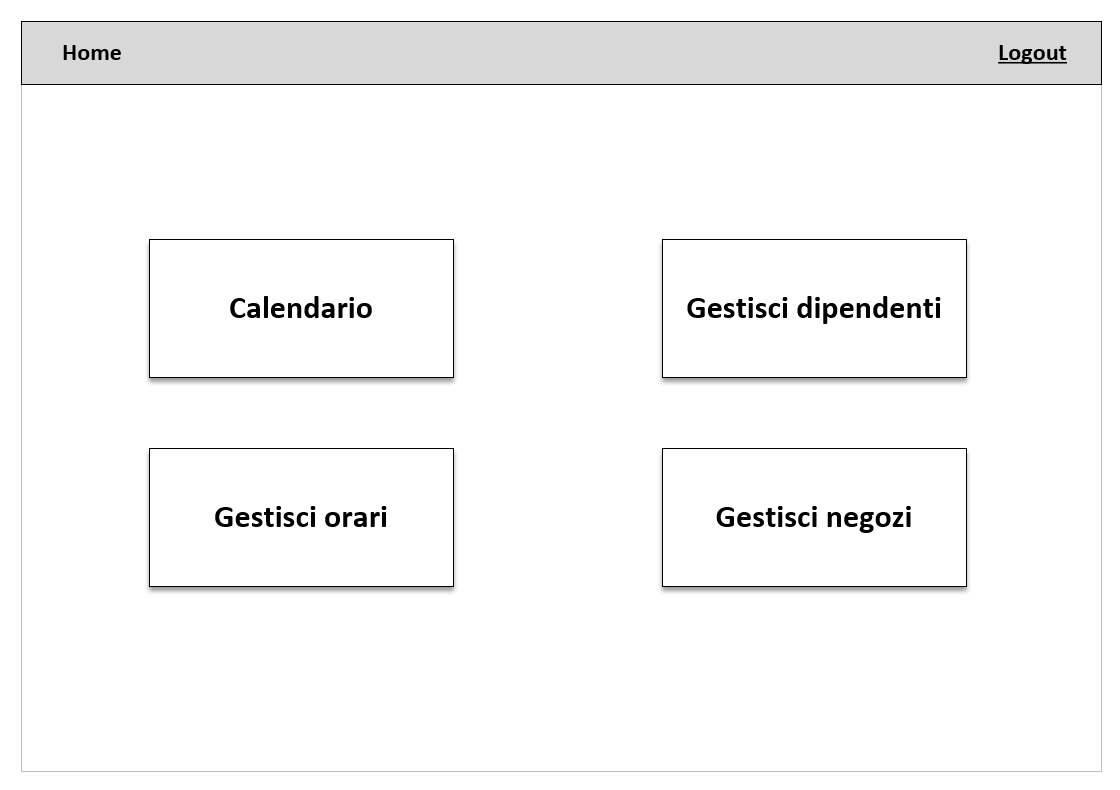 Home
Logout
Calendario
Gestisci dipendenti
Gestisci orari
Gestisci negozi